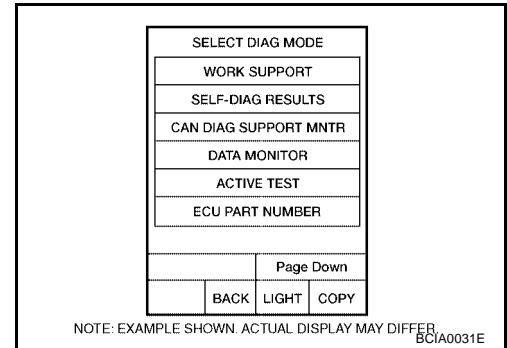 SELECT DIAG MODE
WORK SUPPORT
SELF-DIAG RESULTS
CAN DIAG SUPPORT MNTR
DATA MONITOR
ACTIVE TEST
ECU PART NUMBER
Page Down
BACK LIGHT COPY
NOTE: EXAMPLE SHOWN. ACTUAL DISPLAY MAY DIFFER.
BCIA0031E